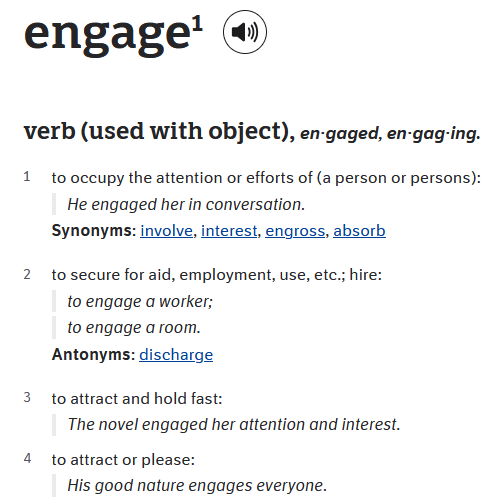 engage¹
verb (used with object), en·gaged, en·gag·ing.
1 to occupy the attention or efforts of (a person or persons):
He engaged her in conversation.
Synonyms: involve, interest, engross, absorb
2 to secure for aid, employment, use, etc.; hire:
to engage a worker;
to engage a room.
Antonyms: discharge
3 to attract and hold fast:
The novel engaged her attention and interest.
4 to attract or please:
His good nature engages everyone.